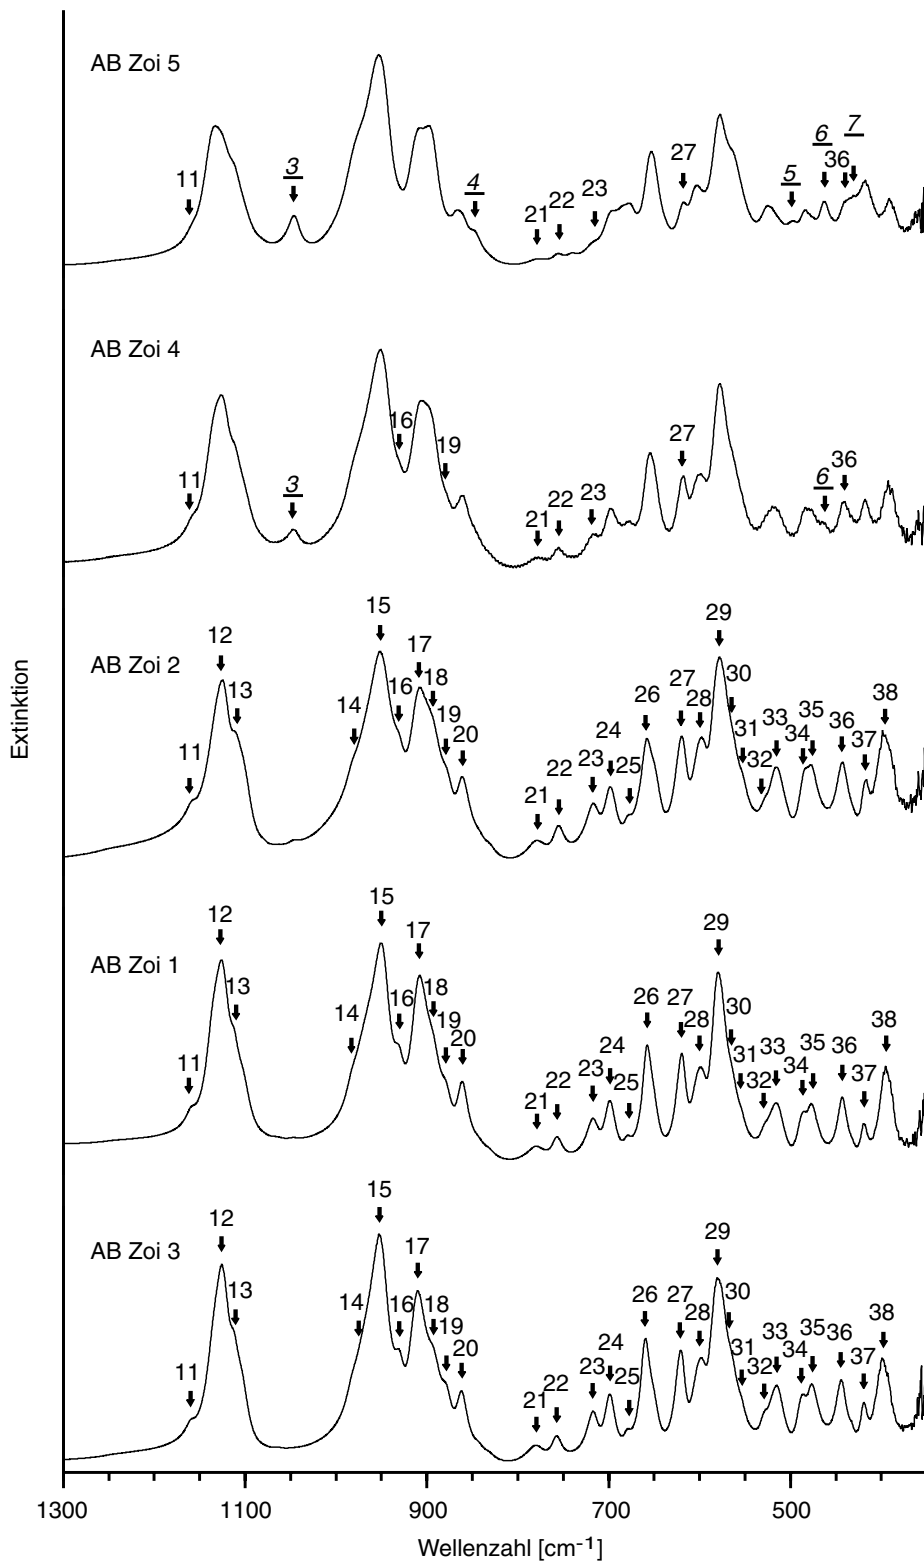 AB Zoi 5
11 3 4 21 22 23 27 5 6 36 7
AB Zoi 4
11 3 16 19 21 22 23 27 6 36
AB Zoi 2
11 12 13 14 15 16 17 18 19 20 21 22 23 24 25 26 27 28 29 30 31 32 33 34 35 36 37 38
AB Zoi 1
11 12 13 14 15 16 17 18 19 20 21 22 23 24 25 26 27 28 29 30 31 32 33 34 35 36 37 38
AB Zoi 3
11 12 13 14 15 16 17 18 19 20 21 22 23 24 25 26 27 28 29 30 31 32 33 34 35 36 37 38
Extinktion
1300 1100 900 700 500
Wellenzahl [cm⁻¹]